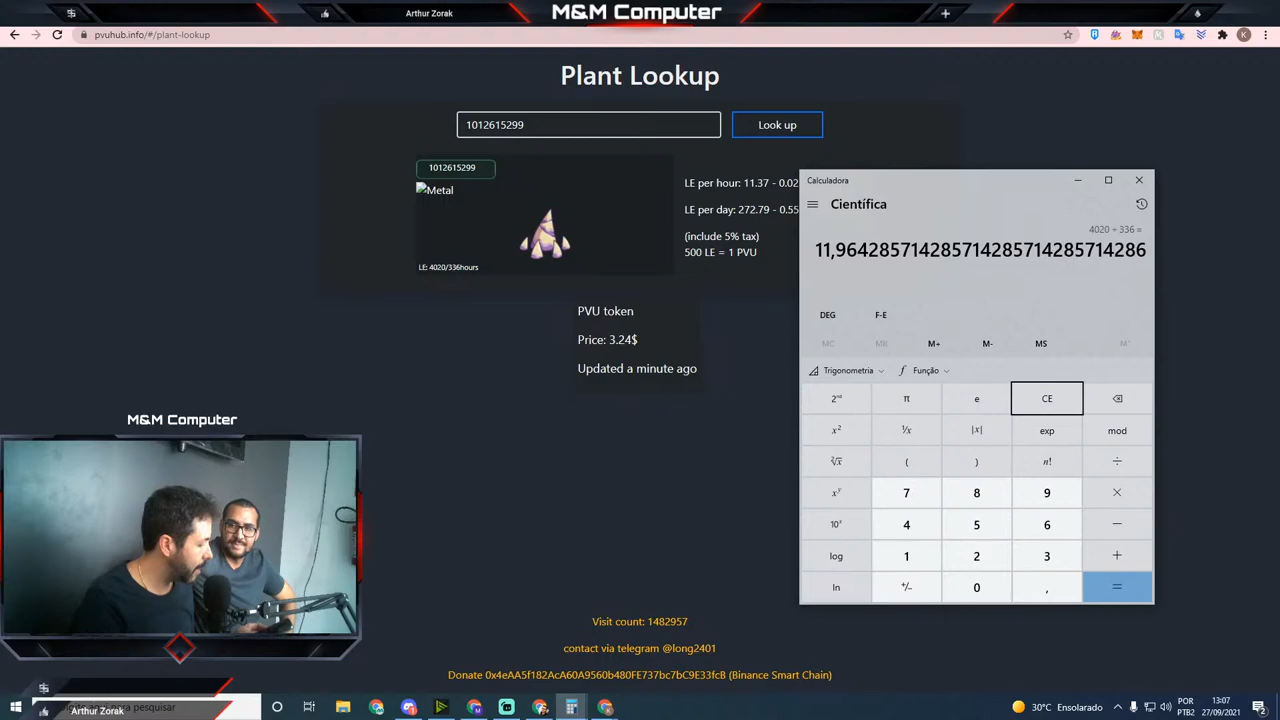 Arthur Zorak
M&M Computer
pvuhub.info/#/plant-lookup
K
Plant Lookup
1012615299
Look up
1012615299
Metal
LE: 4020/336hours
LE per hour: 11.37 - 0.02
LE per day: 272.79 - 0.55
(include 5% tax)
500 LE = 1 PVU
PVU token
Price: 3.24$
Updated a minute ago
Calculadora
Científica
4020 ÷ 336 =
11,964285714285714285714285714286
DEG
F-E
MC
MR
M+
M-
MS
M˅
Trigonometria
Função
2ⁿᵈ
π
e
CE
x²
¹/x
|x|
exp
mod
²√x
(
)
n!
÷
xʸ
7
8
9
×
10ˣ
4
5
6
−
log
1
2
3
+
ln
+/−
0
,
=
M&M Computer
Visit count: 1482957
contact via telegram @long2401
Donate 0x4eAA5f182AcA60A9560b480FE737bc7bC9E33fcB (Binance Smart Chain)
aqui para pesquisar
Arthur Zorak
30°C Ensolarado
POR
PTB2
13:07
27/09/2021
2